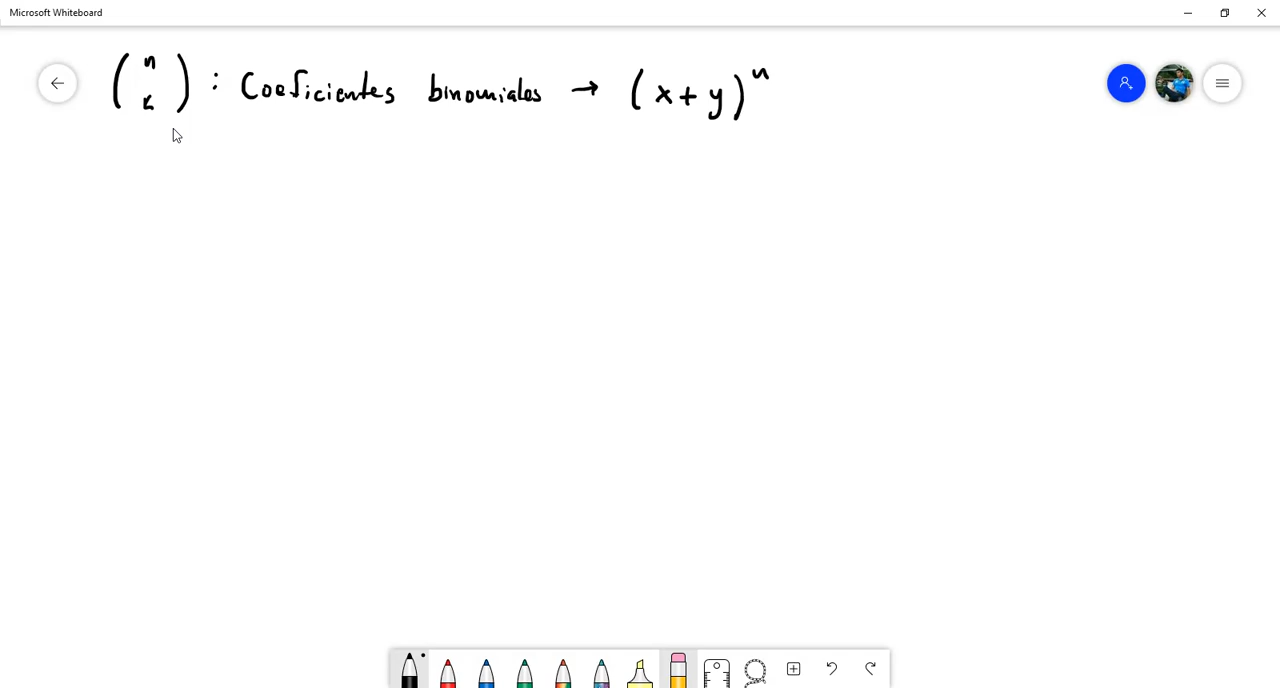 Microsoft Whiteboard
(n k) : Coeficientes binomiales → (x + y)^n